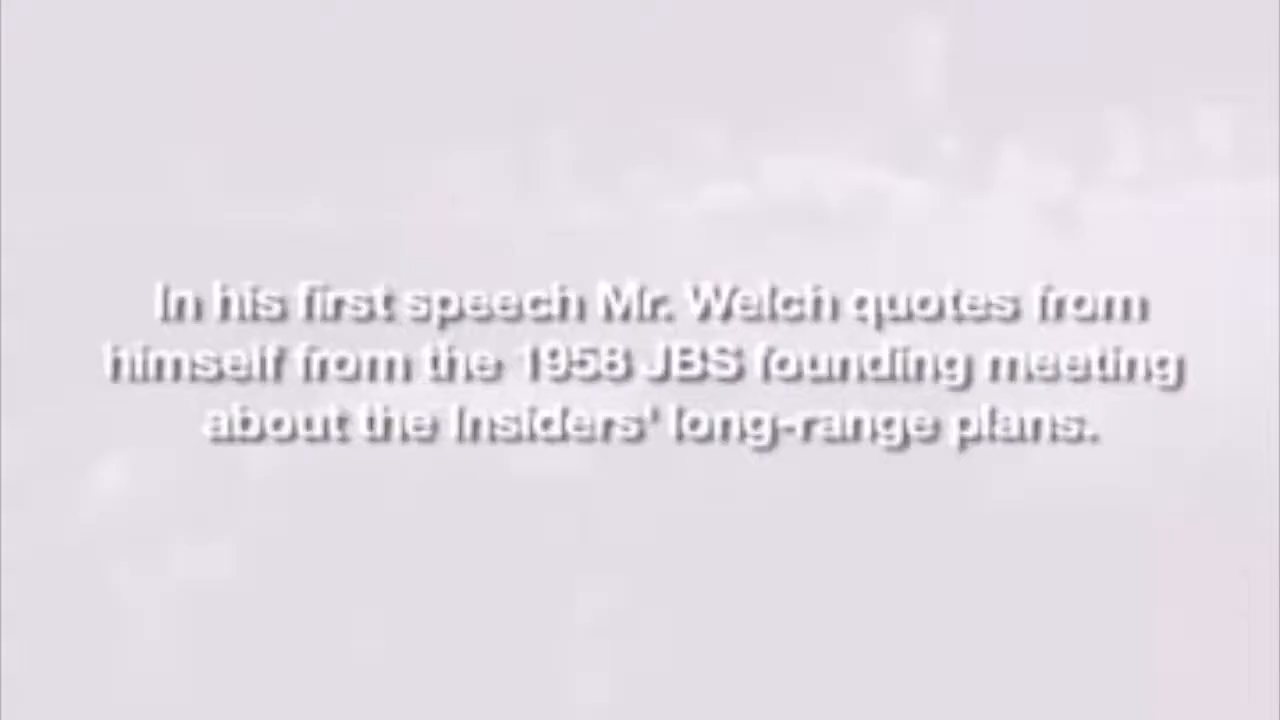 In his first speech Mr. Welch quotes from
himself from the 1958 JBS founding meeting
about the Insiders' long-range plans.